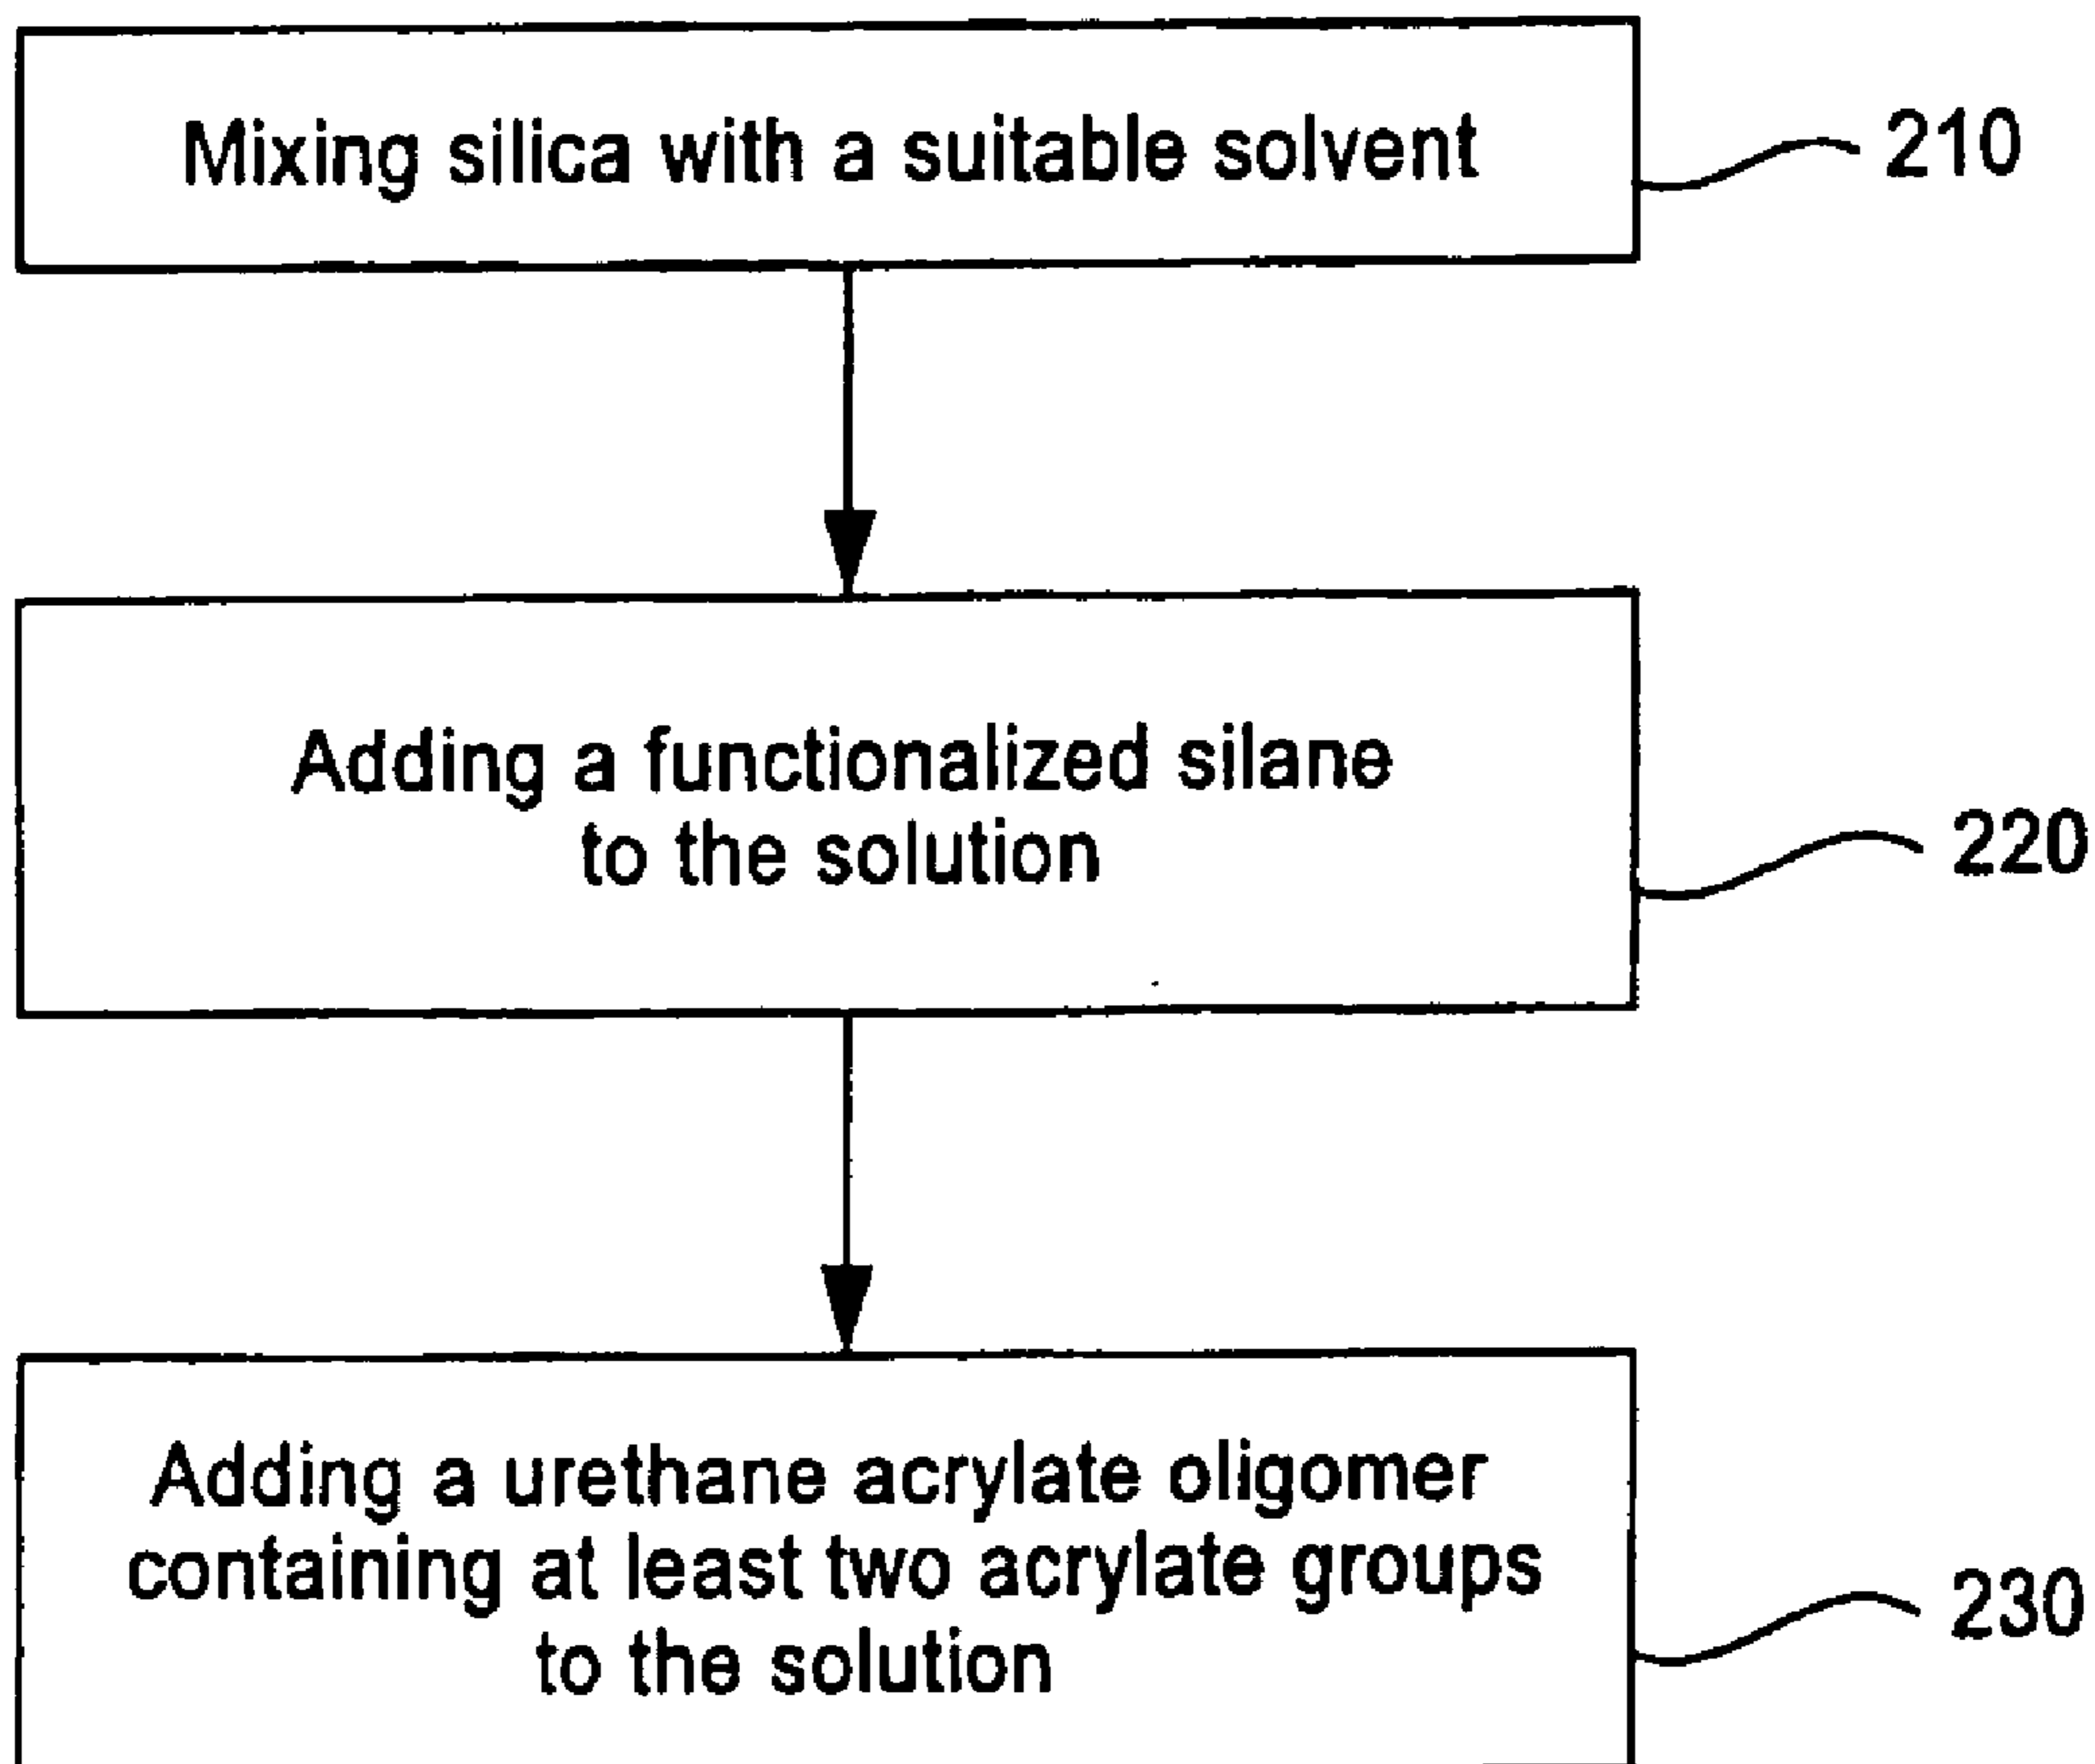 Mixing silica with a suitable solvent
210
Adding a functionalized silane
to the solution
220
Adding a urethane acrylate oligomer
containing at least two acrylate groups
to the solution
230